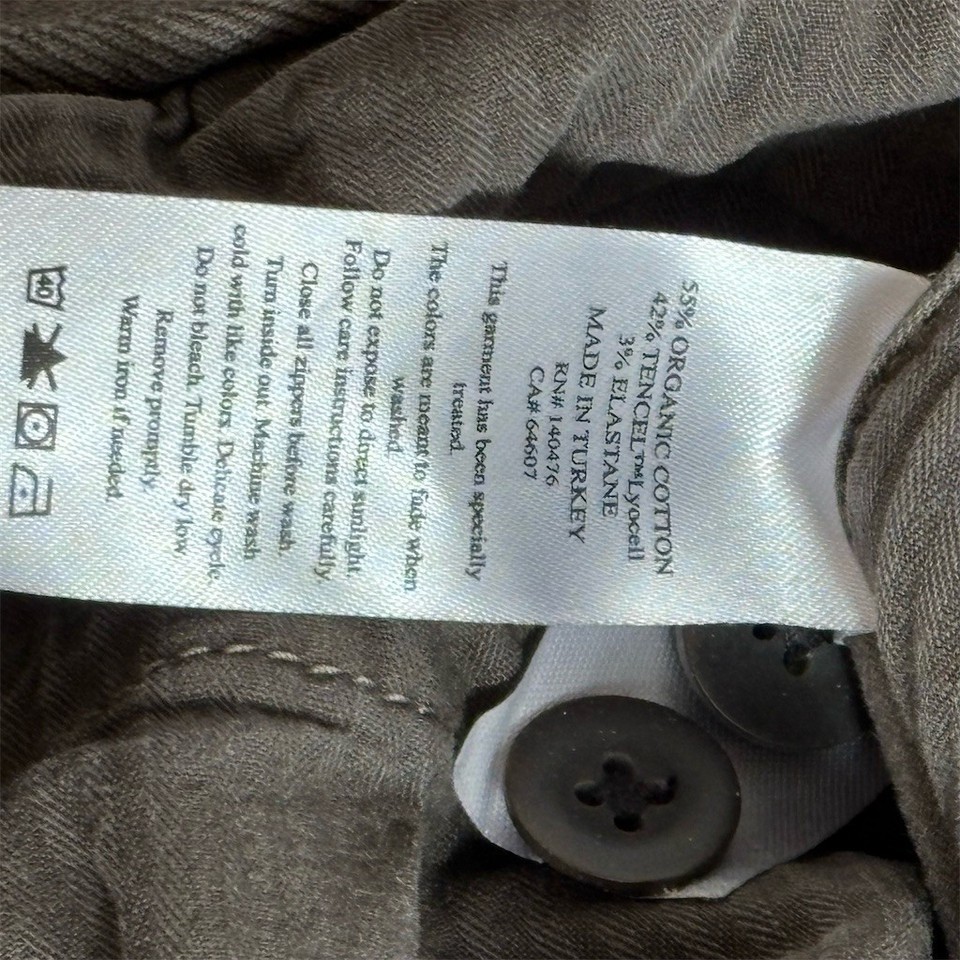 55% ORGANIC COTTON
42% TENCEL™Lyocell
3% ELASTANE
MADE IN TURKEY
RN# 140476
CA# 64607
This garment has been specially
treated.
The colors are meant to fade when
washed.
Do not expose to direct sunlight.
Follow care instructions carefully
Close all zippers before wash.
Turn inside out. Machine wash
cold with like colors. Delicate cycle.
Do not bleach Tumble dry low
Remove promptly
Warm iron if needed.
40